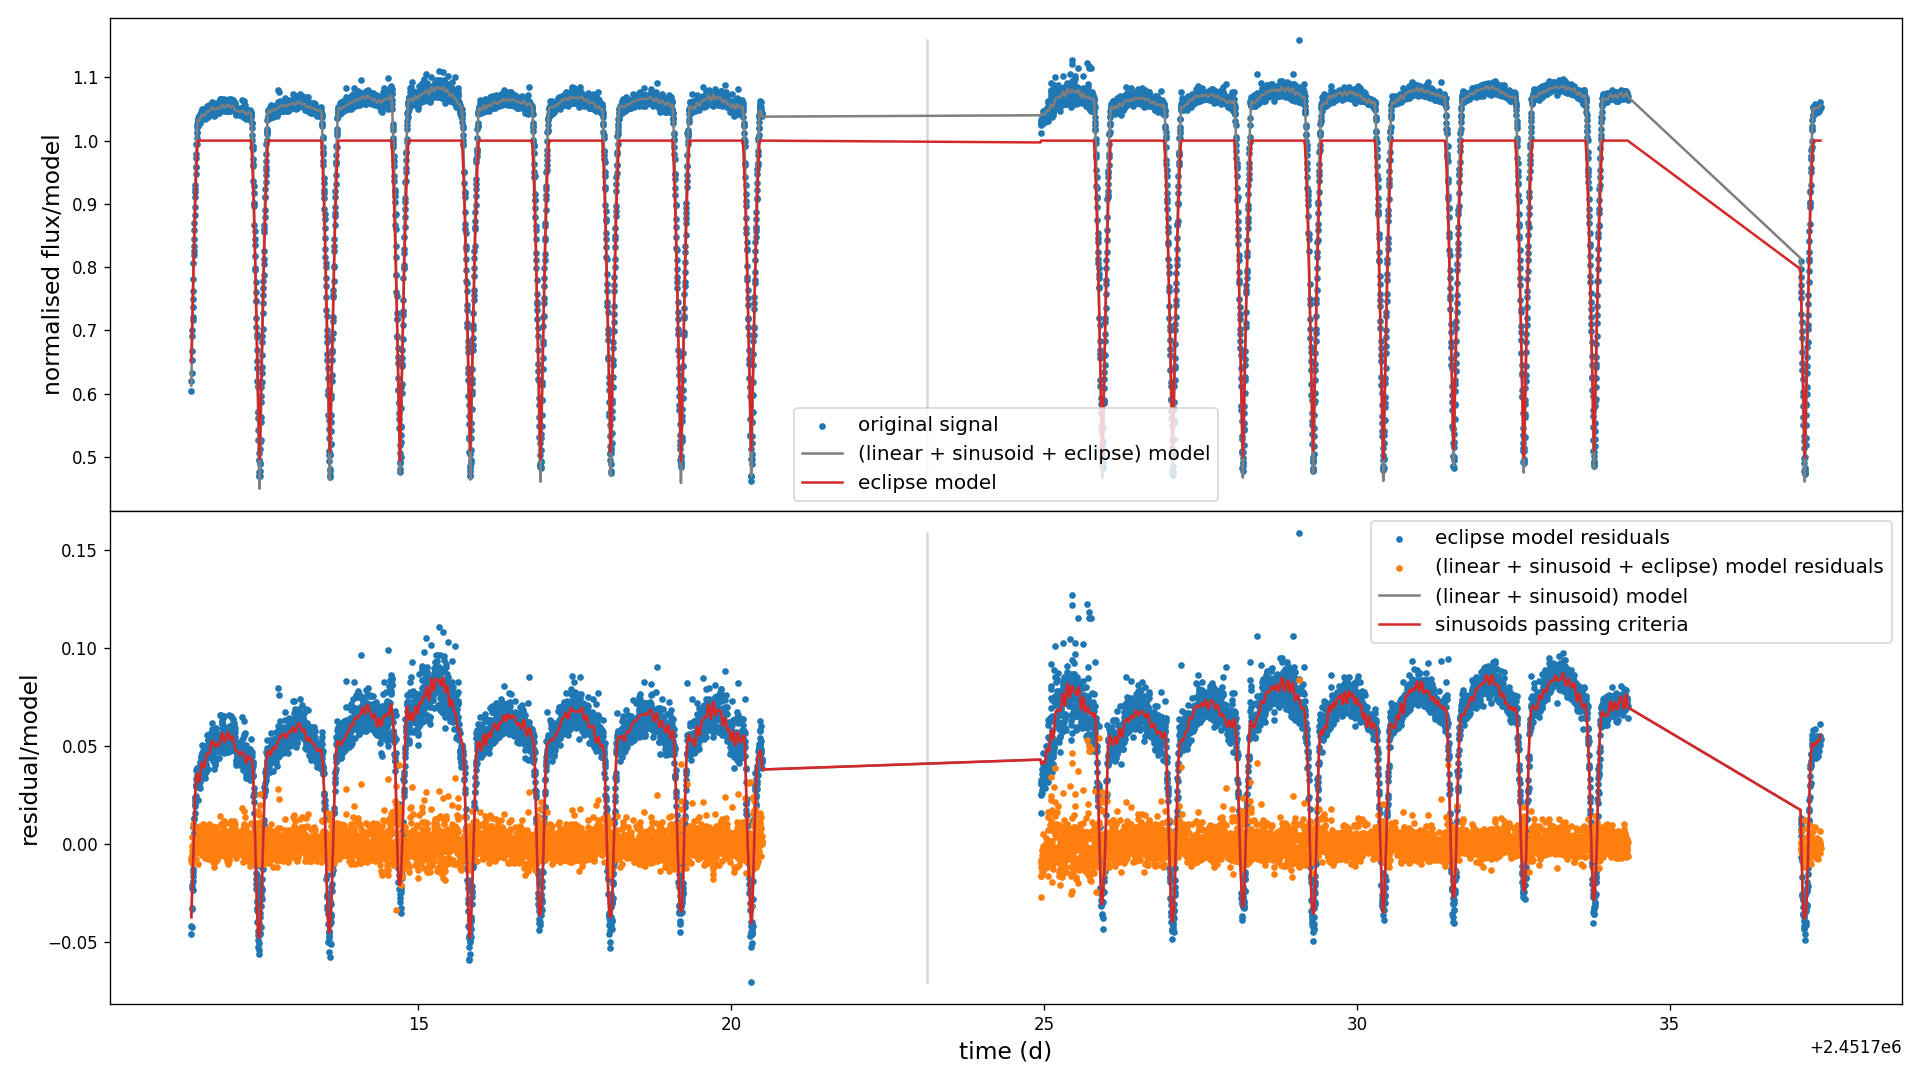 1.1
1.0
0.9
0.8
0.7
0.6
0.5
normalised flux/model
original signal
(linear + sinusoid + eclipse) model
eclipse model
0.15
0.10
0.05
0.00
−0.05
residual/model
eclipse model residuals
(linear + sinusoid + eclipse) model residuals
(linear + sinusoid) model
sinusoids passing criteria
15
20
25
30
35
time (d)
+2.4517e6